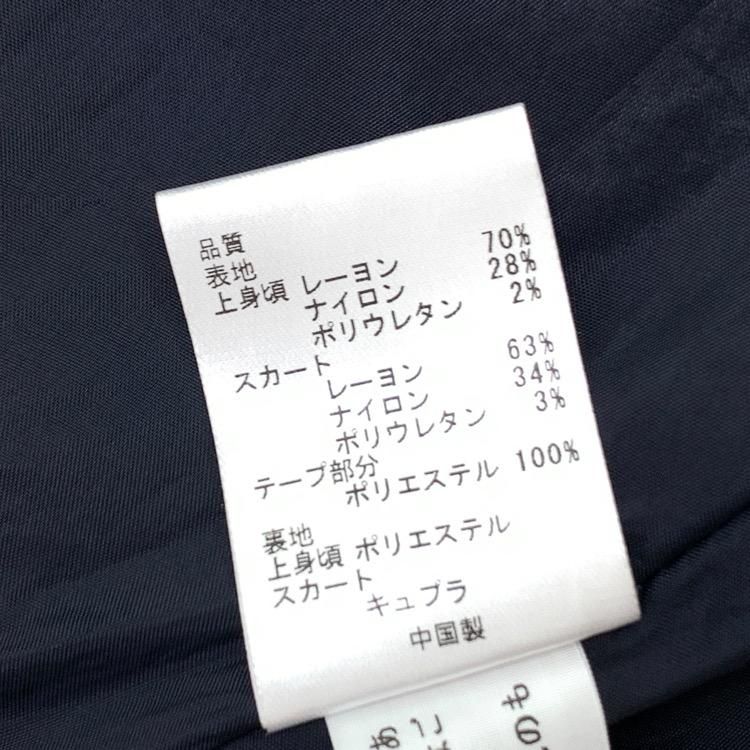 品質
表地
上身頃 レーヨン 70%
ナイロン 28%
ポリウレタン 2%
スカート
レーヨン 63%
ナイロン 34%
ポリウレタン 3%
テープ部分
ポリエステル 100%
裏地
上身頃 ポリエステル
スカート
キュプラ
中国製